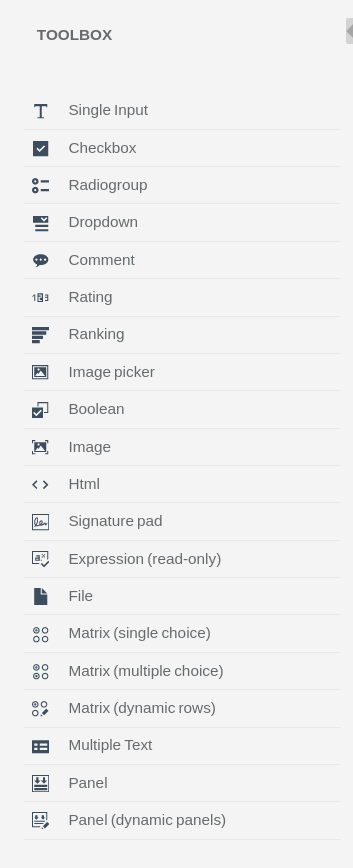 TOOLBOX
Single Input
Checkbox
Radiogroup
Dropdown
Comment
Rating
Ranking
Image picker
Boolean
Image
Html
Signature pad
Expression (read-only)
File
Matrix (single choice)
Matrix (multiple choice)
Matrix (dynamic rows)
Multiple Text
Panel
Panel (dynamic panels)